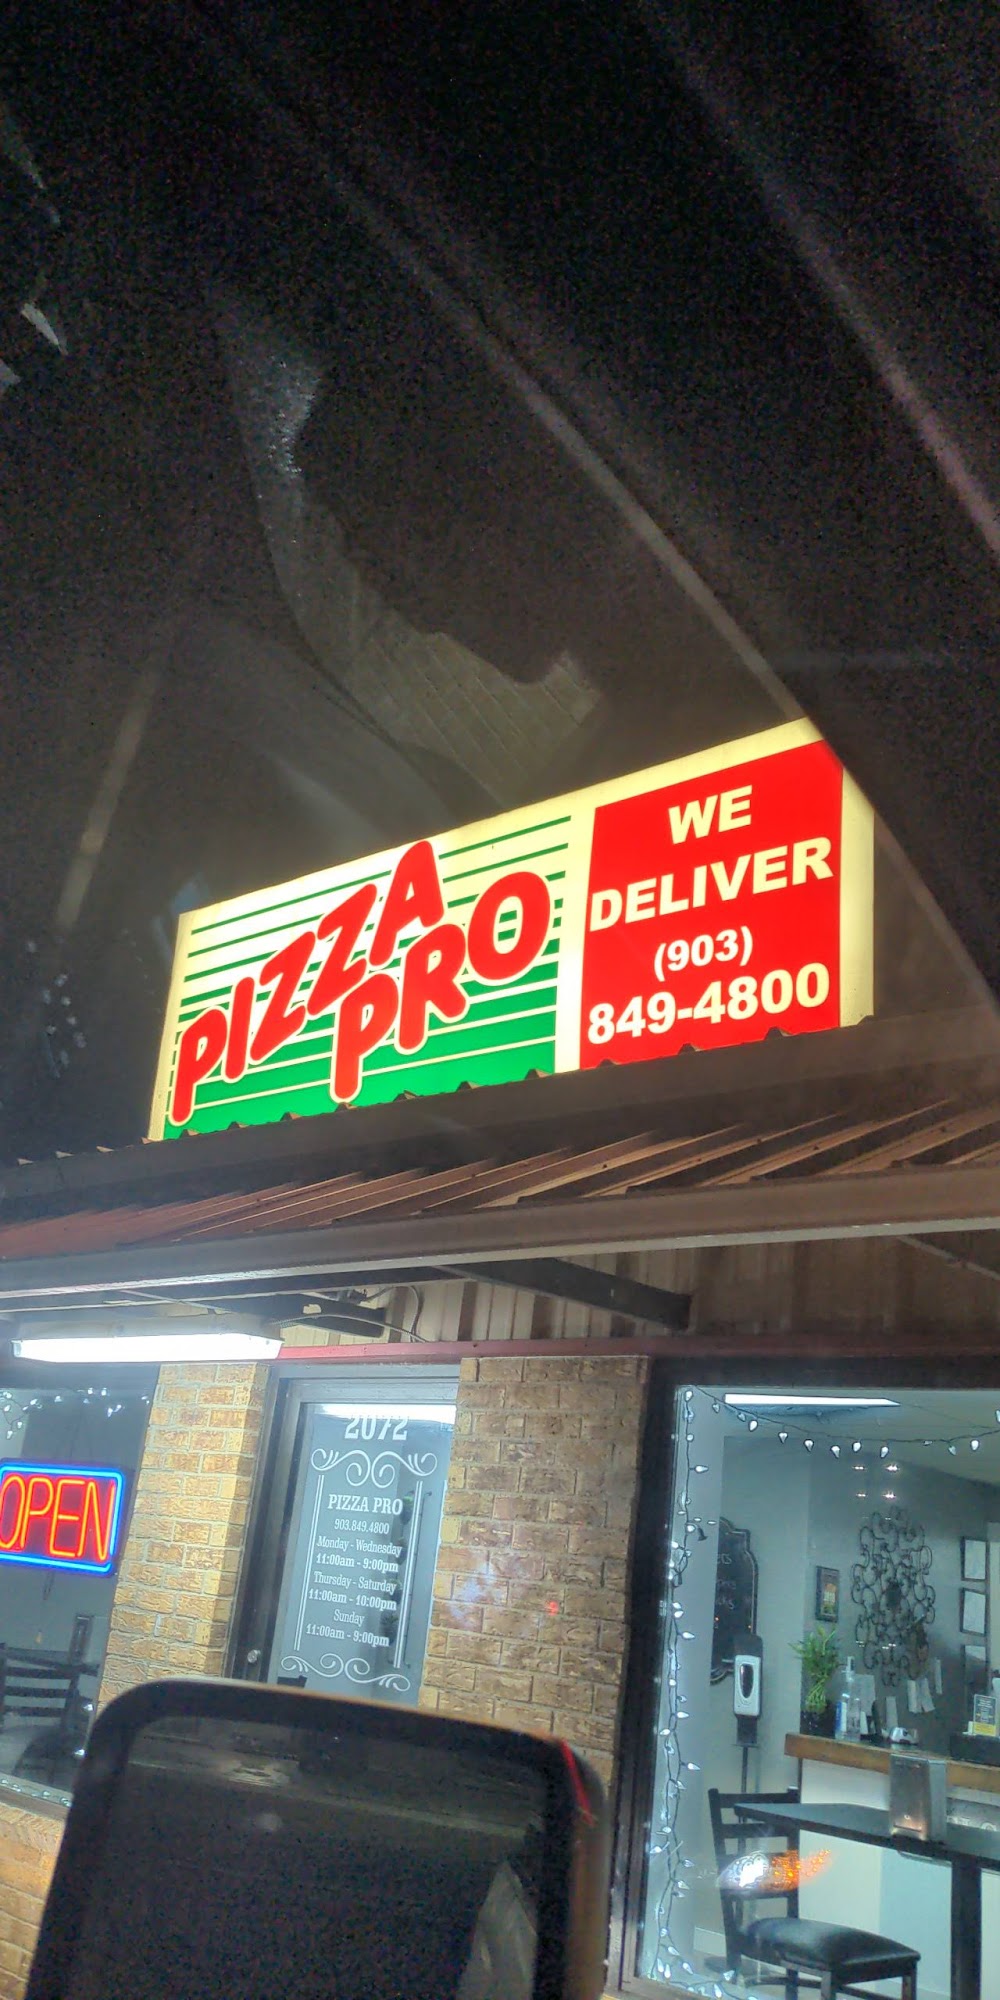 PIZZA
PRO
WE
DELIVER
(903)
849-4800
OPEN
2072
PIZZA PRO
903.849.4800
Monday - Wednesday
11:00am - 9:00pm
Thursday - Saturday
11:00am - 10:00pm
Sunday
11:00am - 9:00pm